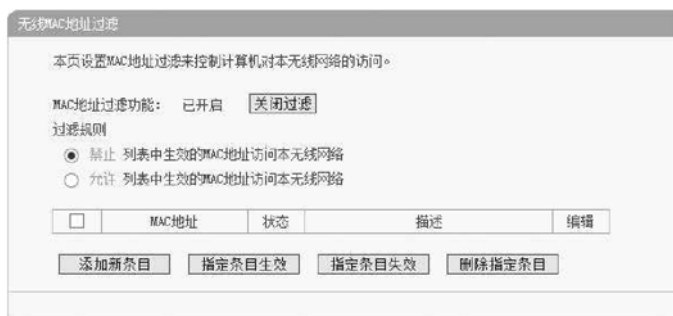 无线MAC地址过滤
本页设置MAC地址过滤来控制计算机对本无线网络的访问。
MAC地址过滤功能： 已开启 关闭过滤
过滤规则
禁止 列表中生效的MAC地址访问本无线网络
允许 列表中生效的MAC地址访问本无线网络
MAC地址 状态 描述 编辑
添加新条目 指定条目生效 指定条目失效 删除指定条目